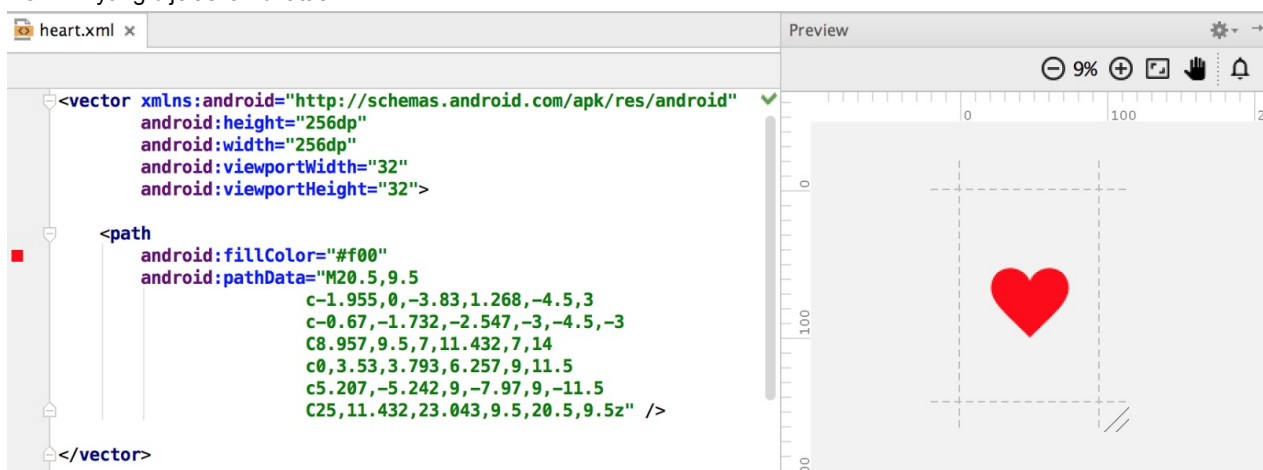 heart.xml ×
Preview
9%
<vector xmlns:android="http://schemas.android.com/apk/res/android"
android:height="256dp"
android:width="256dp"
android:viewportWidth="32"
android:viewportHeight="32">
<path
android:fillColor="#f00"
android:pathData="M20.5,9.5
c-1.955,0,-3.83,1.268,-4.5,3
c-0.67,-1.732,-2.547,-3,-4.5,-3
C8.957,9.5,7,11.432,7,14
c0,3.53,3.793,6.257,9,11.5
c5.207,-5.242,9,-7.97,9,-11.5
C25,11.432,23.043,9.5,20.5,9.5z" />
</vector>
0
100
0
100